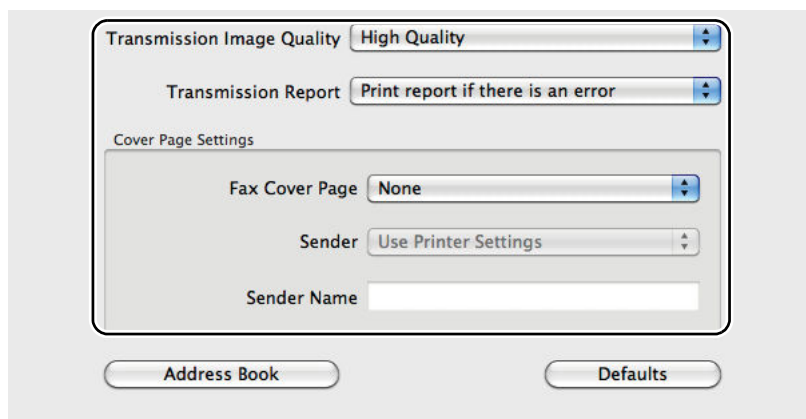 Transmission Image Quality High Quality
Transmission Report Print report if there is an error
Cover Page Settings
Fax Cover Page None
Sender Use Printer Settings
Sender Name
Address Book Defaults